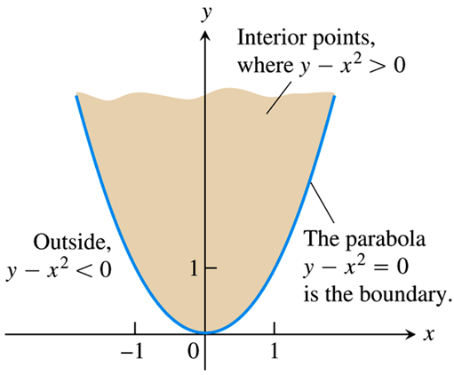 y
Interior points,
where y − x² > 0
Outside,
y − x² < 0
1
The parabola
y − x² = 0
is the boundary.
x
−1
0
1